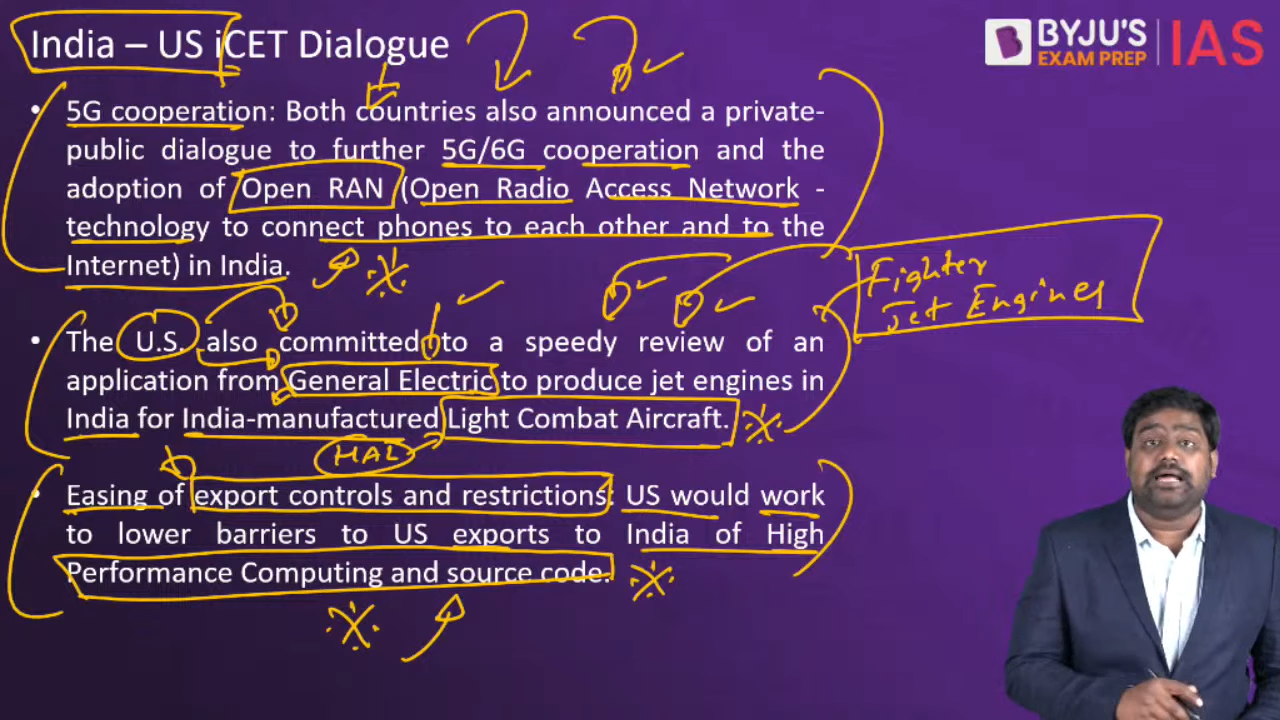 India – US iCET Dialogue
BYJU'S
EXAM PREP
IAS
• 5G cooperation: Both countries also announced a private-
public dialogue to further 5G/6G cooperation and the
adoption of Open RAN (Open Radio Access Network -
technology to connect phones to each other and to the
Internet) in India.
Fighter
Jet Engines
• The U.S. also committed to a speedy review of an
application from General Electric to produce jet engines in
India for India-manufactured Light Combat Aircraft.
HAL
• Easing of export controls and restrictions: US would work
to lower barriers to US exports to India of High
Performance Computing and source code.